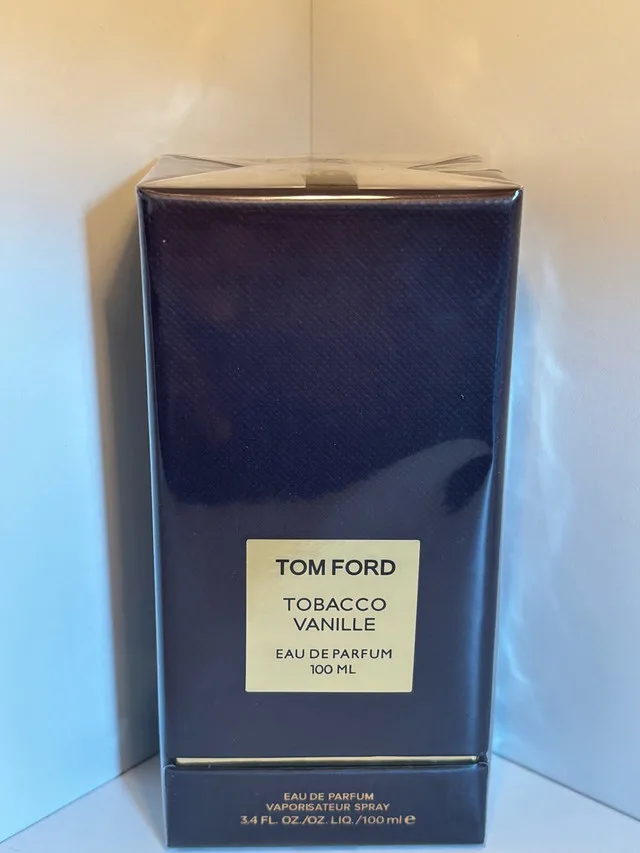 TOM FORD
TOBACCO
VANILLE
EAU DE PARFUM
100 ML
EAU DE PARFUM
VAPORISATEUR SPRAY
3.4 FL. OZ./OZ. LIQ./100 ml ℮